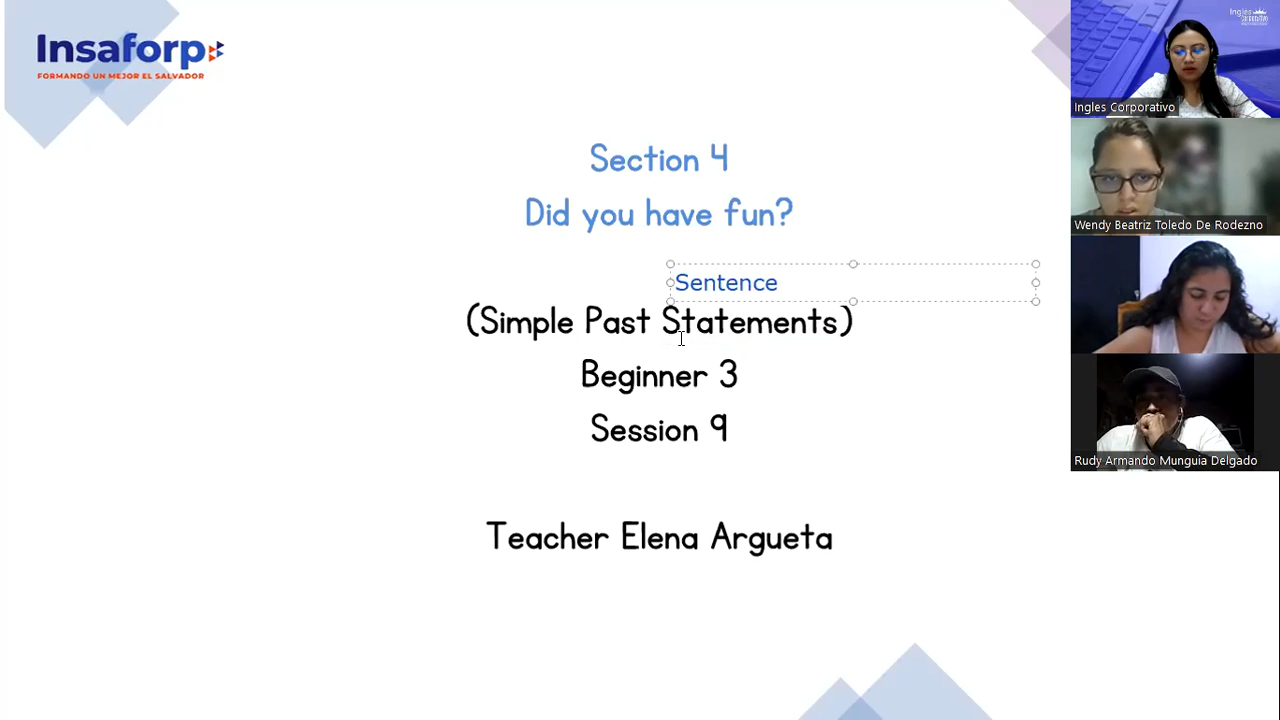 Insaforp
FORMANDO UN MEJOR EL SALVADOR
Section 4
Did you have fun?
Sentence
(Simple Past Statements)
Beginner 3
Session 9
Teacher Elena Argueta
Ingles Corporativo
Wendy Beatriz Toledo De Rodezno
Rudy Armando Munguia Delgado